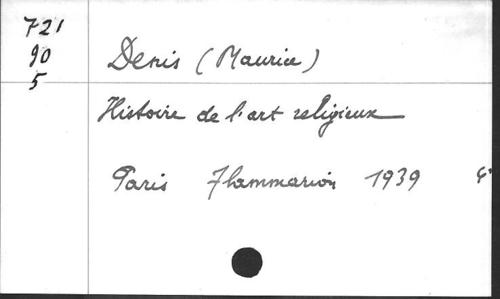 721
90
5
Denis (Maurice)
Histoire de l'art religieux
Paris Flammarion 1939